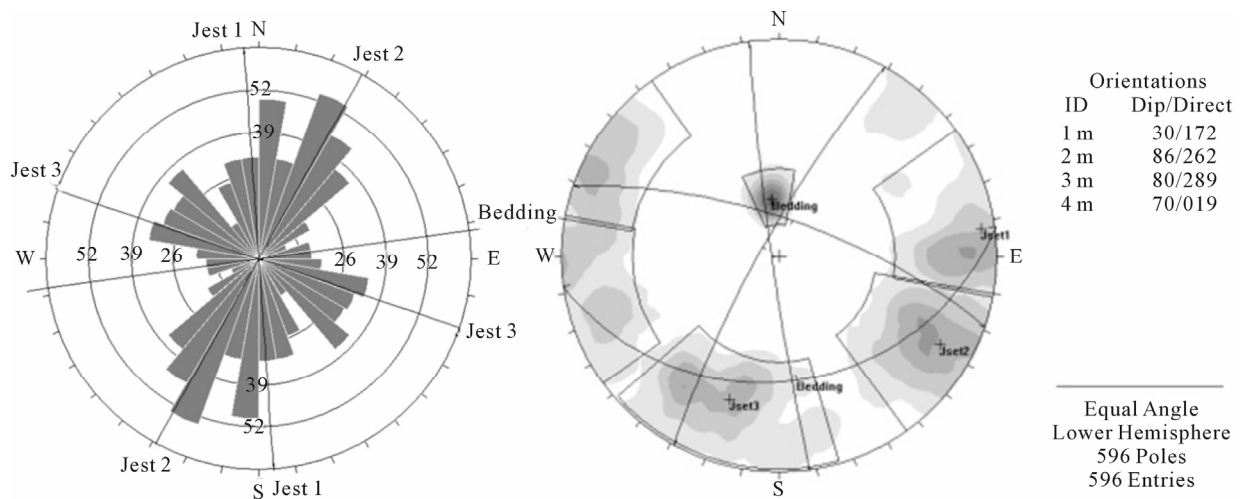 Jest 1 N
Jest 2
52
39
Jest 3
Bedding
W 52 39 26 26 39 52 E
Jest 3
39
52
Jest 2
S Jest 1
N
Bedding
Jset1
W E
Jset2
Bedding
Jset3
S
Orientations
ID Dip/Direct
1 m 30/172
2 m 86/262
3 m 80/289
4 m 70/019
Equal Angle
Lower Hemisphere
596 Poles
596 Entries